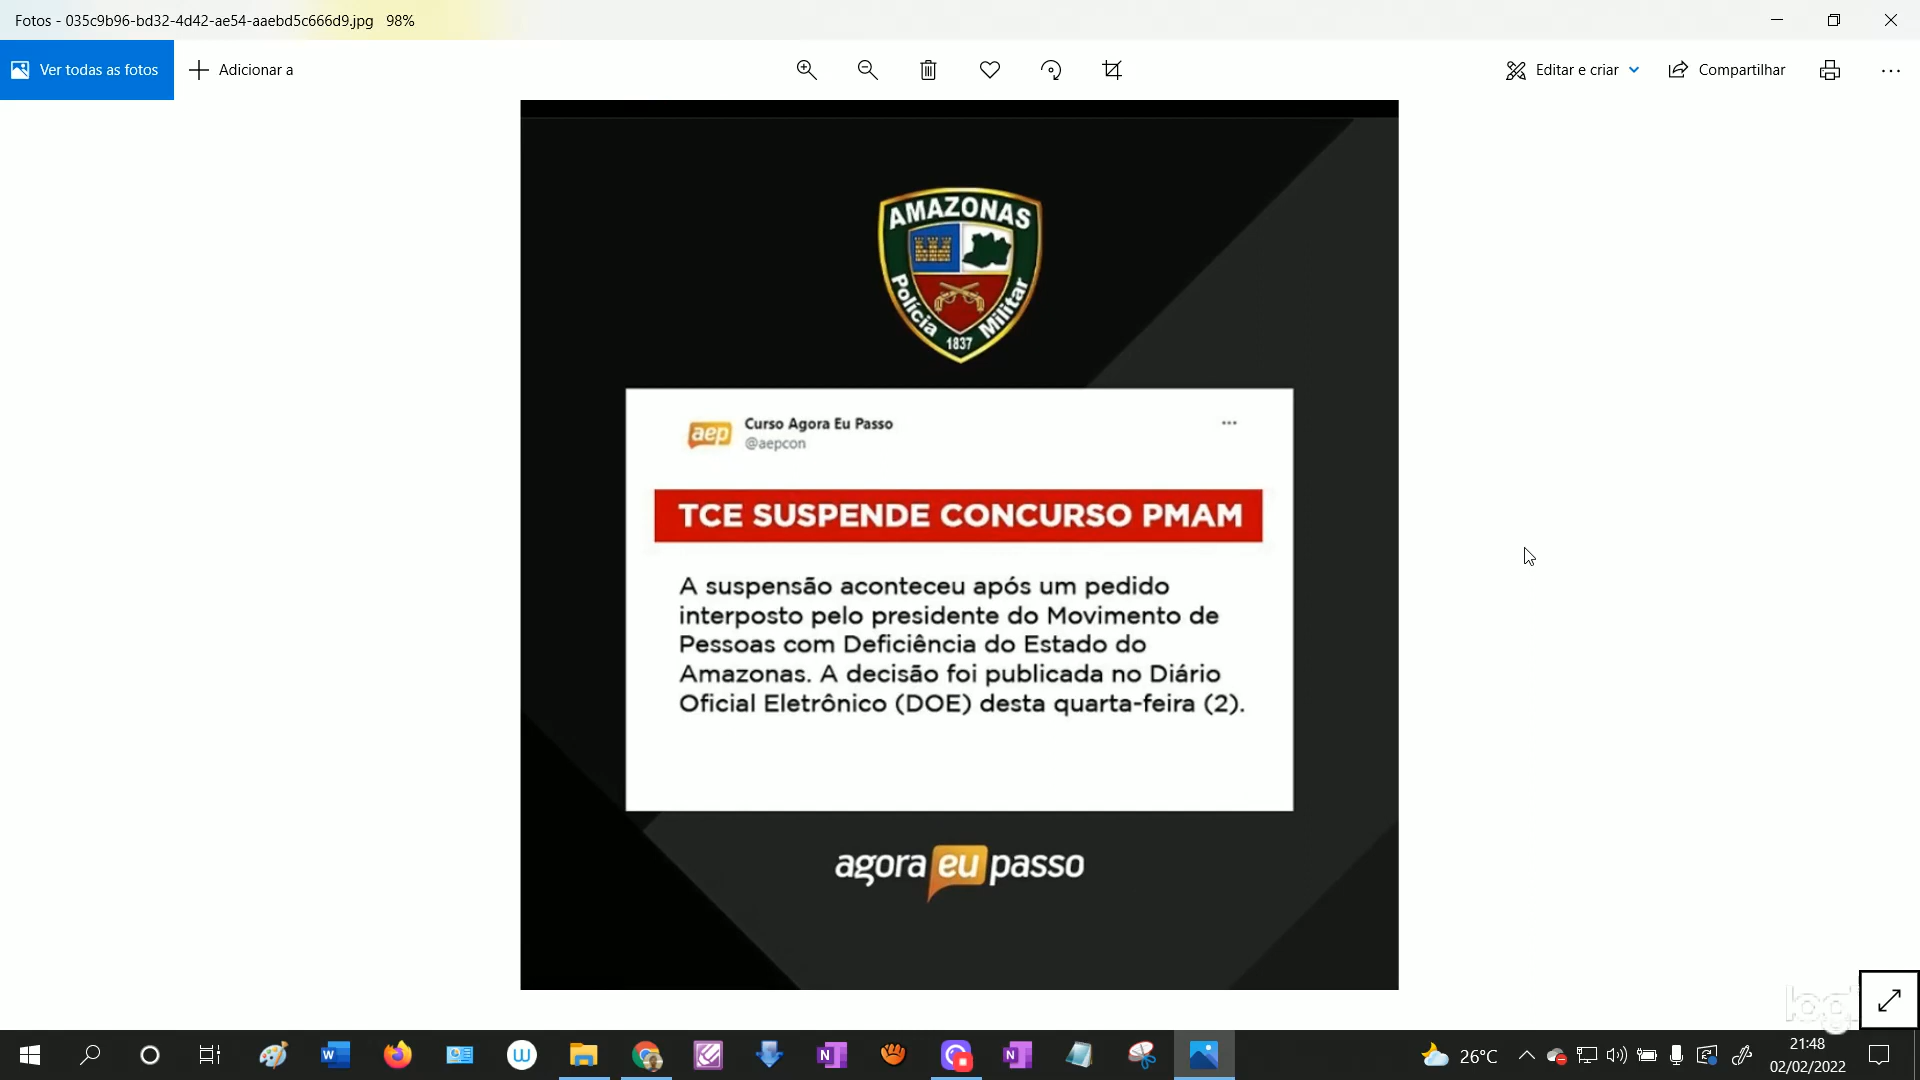 Fotos - 035c9b96-bd32-4d42-ae54-aaebd5c666d9.jpg 98%
Ver todas as fotos
Adicionar a
Editar e criar
Compartilhar
AMAZONAS
Polícia Militar
1837
aep
Curso Agora Eu Passo
@aepcon
TCE SUSPENDE CONCURSO PMAM
A suspensão aconteceu após um pedido
interposto pelo presidente do Movimento de
Pessoas com Deficiência do Estado do
Amazonas. A decisão foi publicada no Diário
Oficial Eletrônico (DOE) desta quarta-feira (2).
agora eu passo
logi
26°C
21:48
02/02/2022